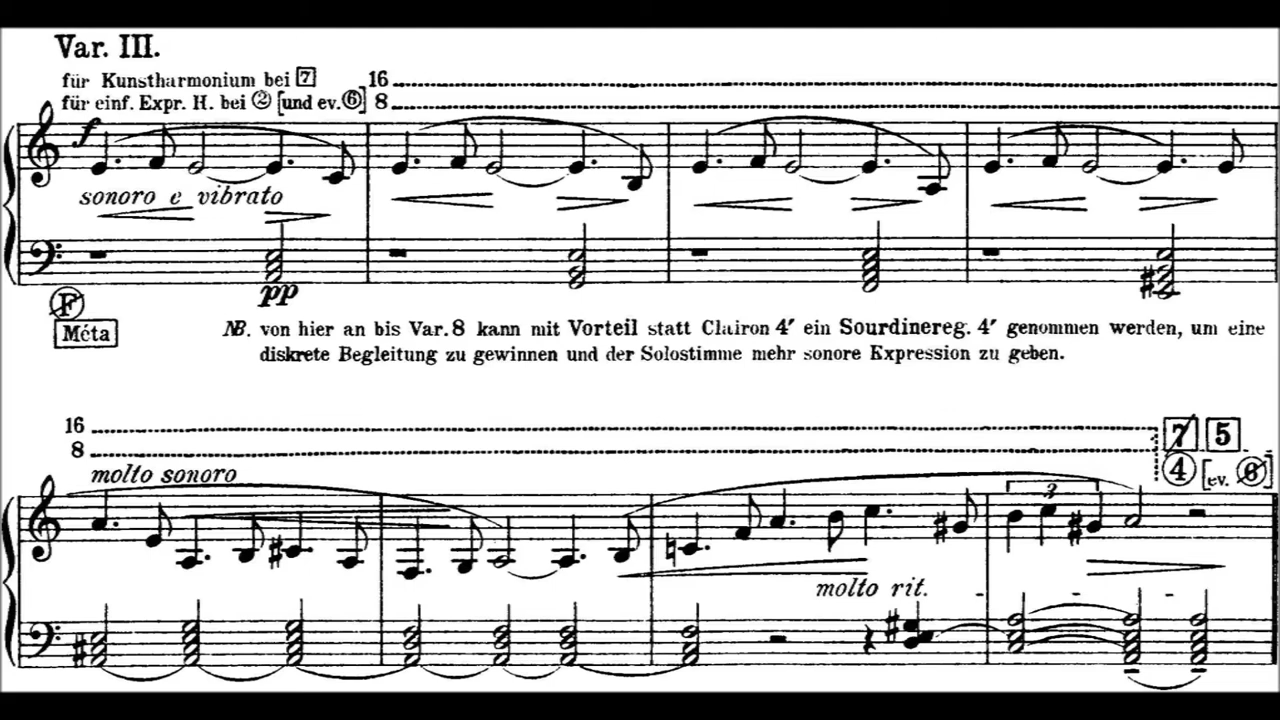 Var. III.
für Kunstharmonium bei 7 16
für einf. Expr. H. bei 2 [und ev. 6] 8
f
sonoro e vibrato
pp
F
Méta
NB. von hier an bis Var. 8 kann mit Vorteil statt Clairon 4′ ein Sourdinereg. 4′ genommen werden, um eine
diskrete Begleitung zu gewinnen und der Solostimme mehr sonore Expression zu geben.
16
8
7 5
4 [ev. 6]
molto sonoro
3
molto rit.